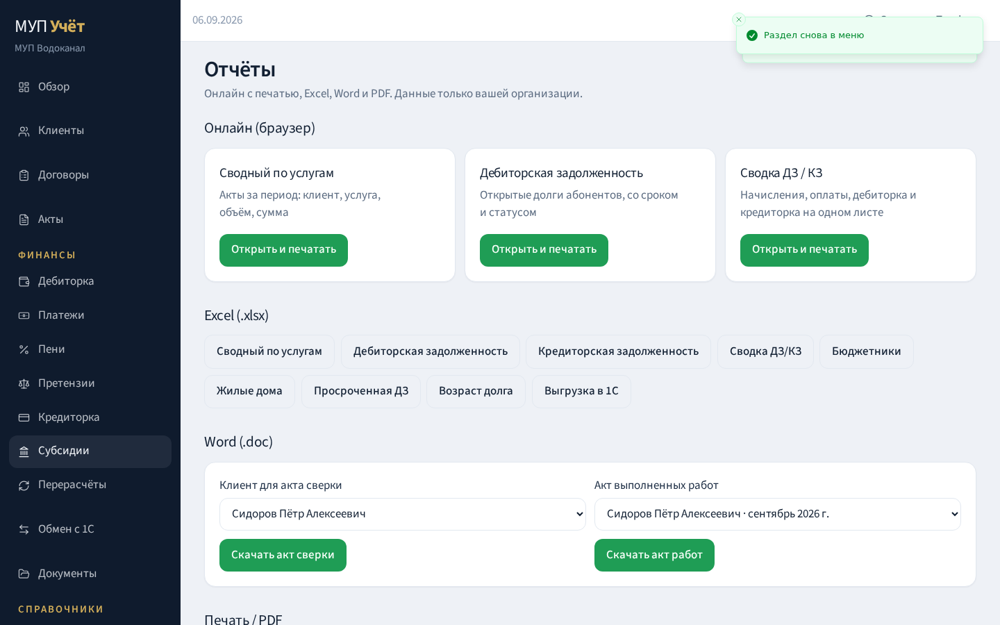 МУП Учёт
МУП Водоканал
Обзор
Клиенты
Договоры
Акты
ФИНАНСЫ
Дебиторка
Платежи
Пени
Претензии
Кредиторка
Субсидии
Перерасчёты
Обмен с 1С
Документы
СПРАВОЧНИКИ
06.09.2026
Раздел снова в меню
Отчёты
Онлайн с печатью, Excel, Word и PDF. Данные только вашей организации.
Онлайн (браузер)
Сводный по услугам
Акты за период: клиент, услуга,
объём, сумма
Открыть и печатать
Дебиторская задолженность
Открытые долги абонентов, со сроком
и статусом
Открыть и печатать
Сводка ДЗ / КЗ
Начисления, оплаты, дебиторка и
кредиторка на одном листе
Открыть и печатать
Excel (.xlsx)
Сводный по услугам
Дебиторская задолженность
Кредиторская задолженность
Сводка ДЗ/КЗ
Бюджетники
Жилые дома
Просроченная ДЗ
Возраст долга
Выгрузка в 1С
Word (.doc)
Клиент для акта сверки
Сидоров Пётр Алексеевич
Скачать акт сверки
Акт выполненных работ
Сидоров Пётр Алексеевич · сентябрь 2026 г.
Скачать акт работ
Печать / PDF